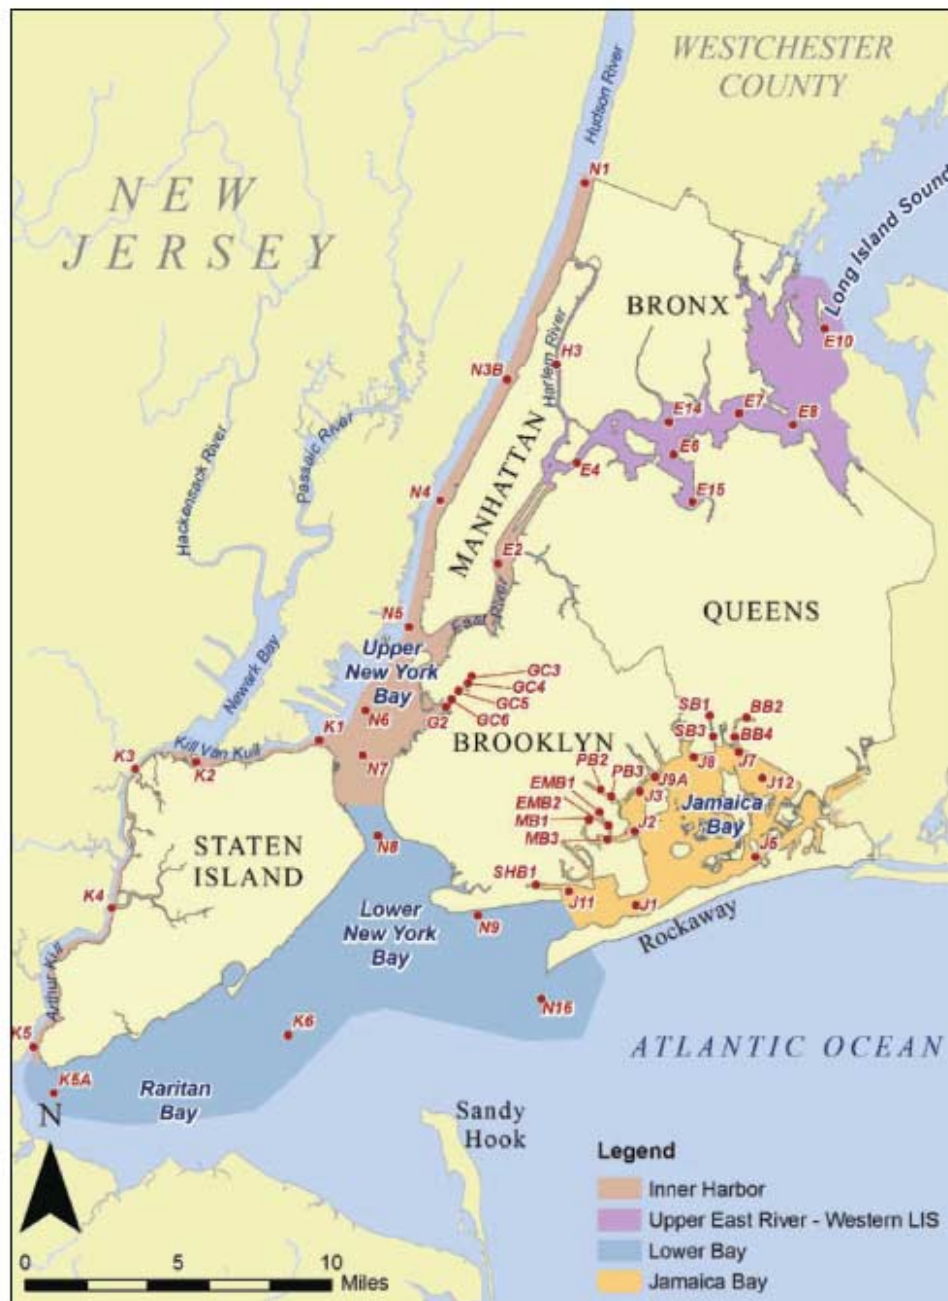 WESTCHESTER
COUNTY
Hudson River
NEW
JERSEY
N1
Long Island Sound
BRONX
E10
Harlem River
H3
N3B
E14
E7
E8
E6
MANHATTAN
E4
E15
Hackensack River
Passaic River
N4
E2
East River
QUEENS
N5
Upper
New York
Bay
Newark Bay
GC3
GC4
GC5
GC6
G2
N6
SB1
BB2
SB3
BB4
BROOKLYN
K1
Kill Van Kull
K3
K2
N7
PB2
PB3
J9A
J8
J7
J12
EMB1
EMB2
J3
Jamaica
Bay
MB1
MB3
J2
N8
STATEN
ISLAND
J5
SHB1
J11
J1
Rockaway
K4
Lower
New York
Bay
N9
Arthur Kill
N16
K6
K5
ATLANTIC OCEAN
K5A
Raritan
Bay
N
Sandy
Hook
Legend
Inner Harbor
Upper East River - Western LIS
Lower Bay
Jamaica Bay
0 5 10
Miles